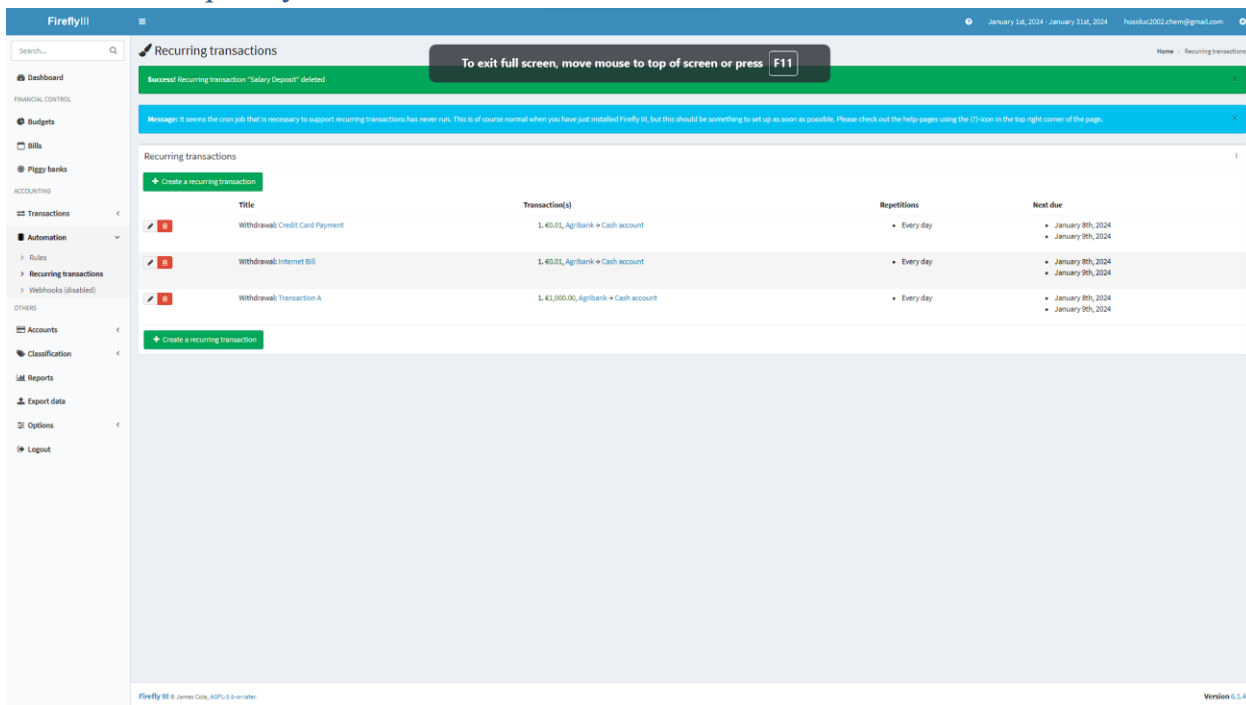 FireflyIII
January 1st, 2024 - January 31st, 2024 hosiduc2002.chem@gmail.com
Search...
Recurring transactions
Home > Recurring transactions
To exit full screen, move mouse to top of screen or press F11
Success! Recurring transaction "Salary Deposit" deleted
Message: It seems the cron job that is necessary to support recurring transactions has never run. This is of course normal when you have just installed Firefly III, but this should be something to set up as soon as possible. Please check out the help-pages using the (?)-icon in the top right corner of the page.
Dashboard
FINANCIAL CONTROL
Budgets
Bills
Piggy banks
ACCOUNTING
Transactions
Automation
> Rules
> Recurring transactions
> Webhooks (disabled)
OTHERS
Accounts
Classification
Reports
Export data
Options
Logout
Recurring transactions
+ Create a recurring transaction
Title Transaction(s) Repetitions Next due
Withdrawal: Credit Card Payment 1. €0.01, Agribank → Cash account • Every day • January 8th, 2024
• January 9th, 2024
Withdrawal: Internet Bill 1. €0.01, Agribank → Cash account • Every day • January 8th, 2024
• January 9th, 2024
Withdrawal: Transaction A 1. €1,000.00, Agribank → Cash account • Every day • January 8th, 2024
• January 9th, 2024
+ Create a recurring transaction
Firefly III © James Cole, AGPL-3.0-or-later.
Version 6.1.4